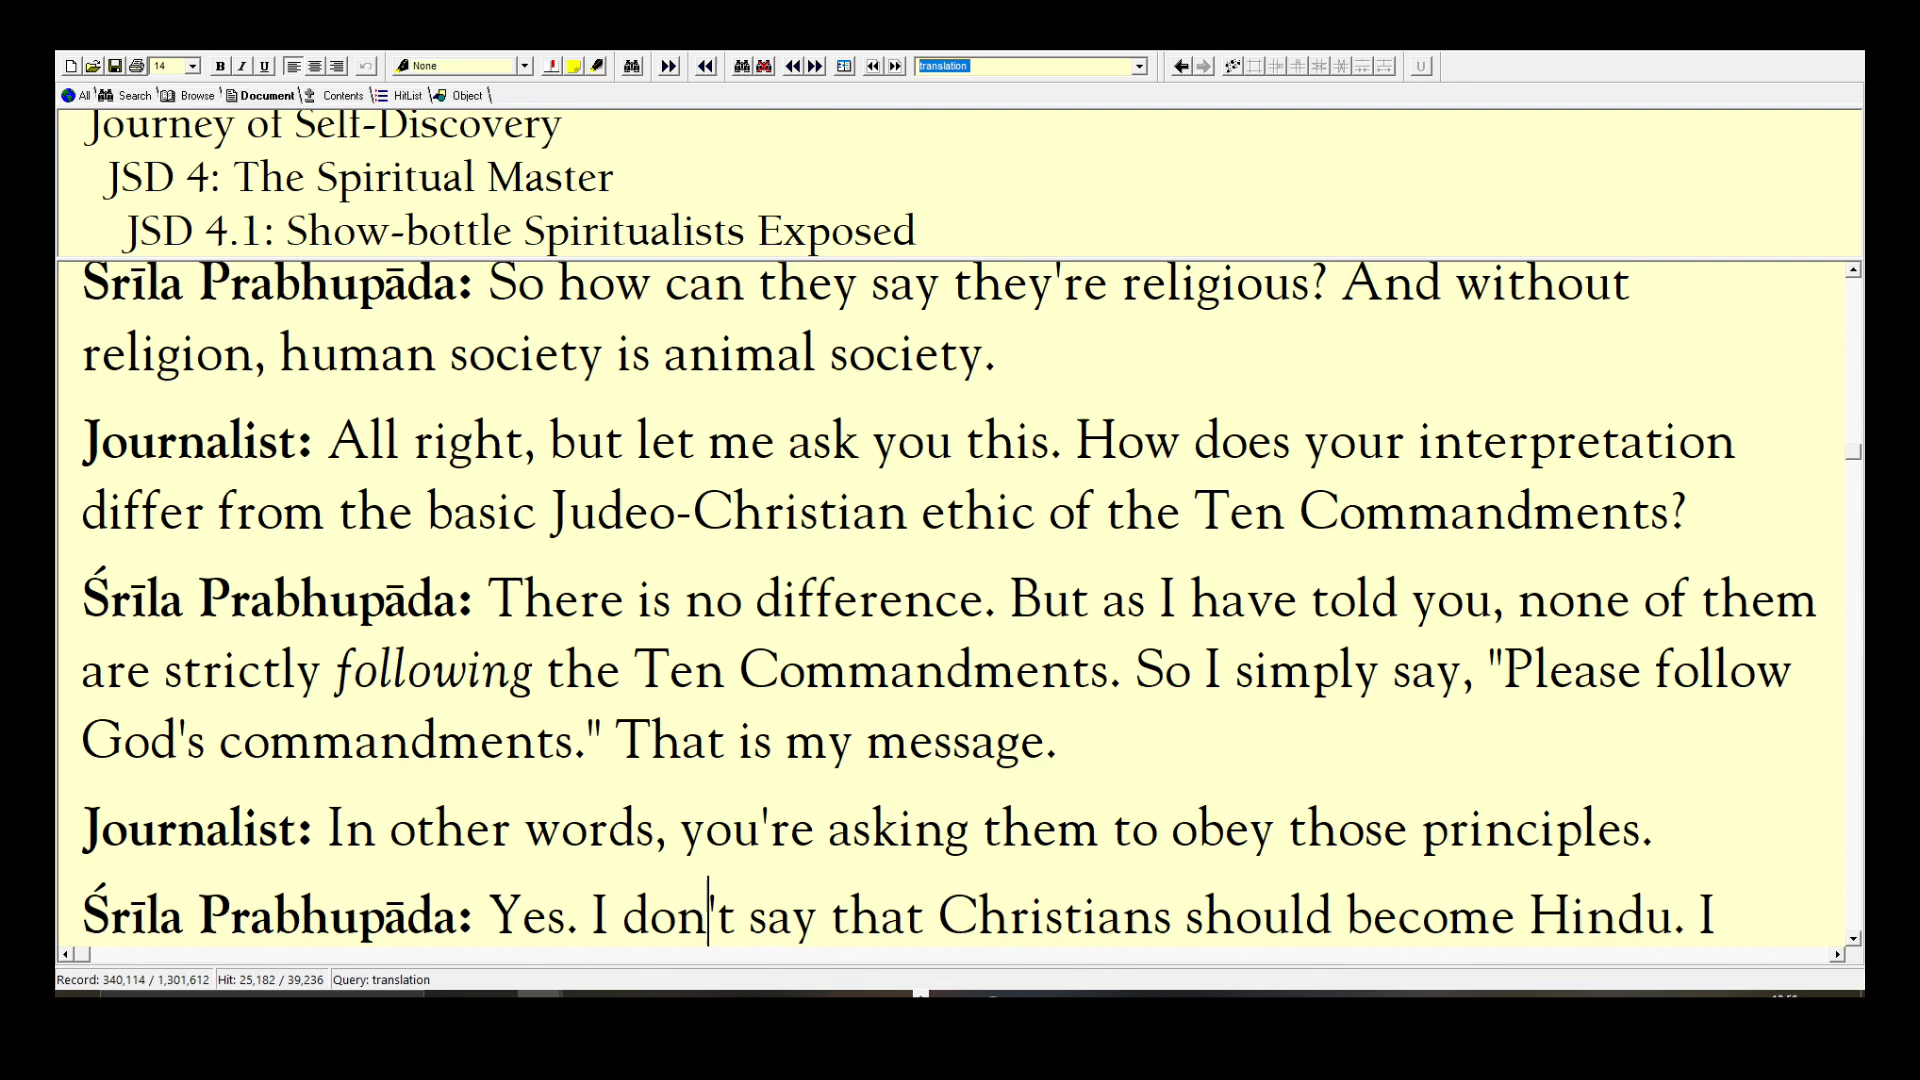 14 B I U None translation U
All Search Browse Document Contents HitList Object
Journey of Self-Discovery
JSD 4: The Spiritual Master
JSD 4.1: Show-bottle Spiritualists Exposed
Śrīla Prabhupāda: So how can they say they're religious? And without
religion, human society is animal society.
Journalist: All right, but let me ask you this. How does your interpretation
differ from the basic Judeo-Christian ethic of the Ten Commandments?
Śrīla Prabhupāda: There is no difference. But as I have told you, none of them
are strictly following the Ten Commandments. So I simply say, "Please follow
God's commandments." That is my message.
Journalist: In other words, you're asking them to obey those principles.
Śrīla Prabhupāda: Yes. I don't say that Christians should become Hindu. I
Record: 340,114 / 1,301,612 Hit: 25,182 / 39,236 Query: translation